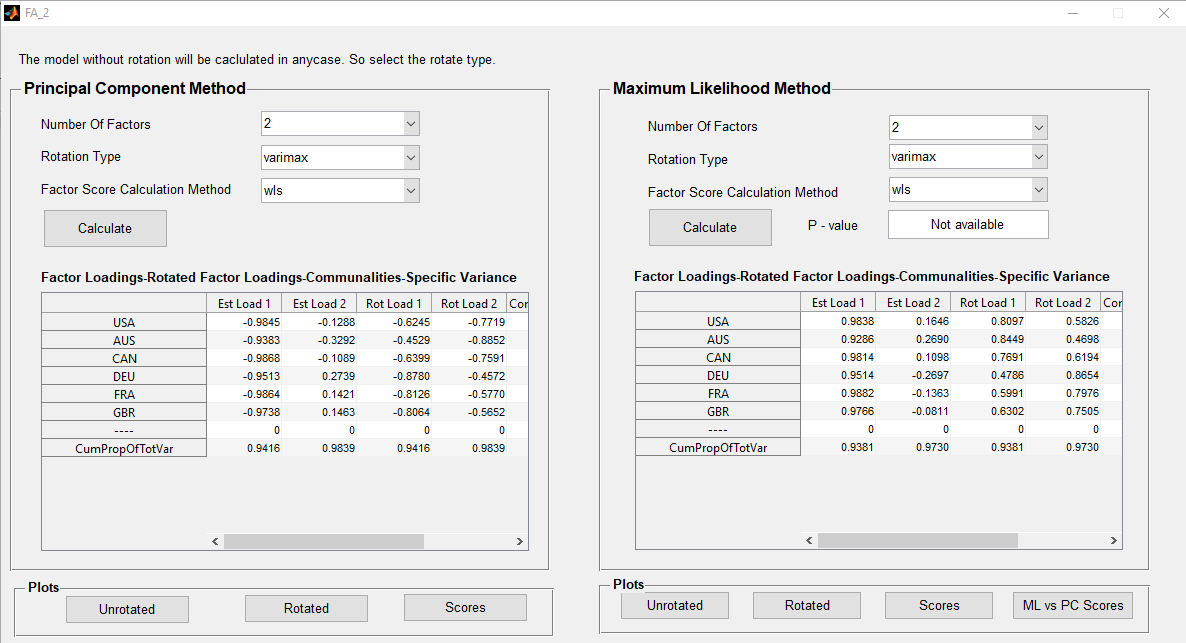 FA_2
The model without rotation will be caclulated in anycase. So select the rotate type.
Principal Component Method
Number Of Factors 2
Rotation Type varimax
Factor Score Calculation Method wls
Calculate
Factor Loadings-Rotated Factor Loadings-Communalities-Specific Variance
Est Load 1 Est Load 2 Rot Load 1 Rot Load 2 Cor
USA -0.9845 -0.1288 -0.6245 -0.7719
AUS -0.9383 -0.3292 -0.4529 -0.8852
CAN -0.9868 -0.1089 -0.6399 -0.7591
DEU -0.9513 0.2739 -0.8780 -0.4572
FRA -0.9864 0.1421 -0.8126 -0.5770
GBR -0.9738 0.1463 -0.8064 -0.5652
---- 0 0 0 0
CumPropOfTotVar 0.9416 0.9839 0.9416 0.9839
Plots
Unrotated Rotated Scores
Maximum Likelihood Method
Number Of Factors 2
Rotation Type varimax
Factor Score Calculation Method wls
Calculate P - value Not available
Factor Loadings-Rotated Factor Loadings-Communalities-Specific Variance
Est Load 1 Est Load 2 Rot Load 1 Rot Load 2 Cor
USA 0.9838 0.1646 0.8097 0.5826
AUS 0.9286 0.2690 0.8449 0.4698
CAN 0.9814 0.1098 0.7691 0.6194
DEU 0.9514 -0.2697 0.4786 0.8654
FRA 0.9882 -0.1363 0.5991 0.7976
GBR 0.9766 -0.0811 0.6302 0.7505
---- 0 0 0 0
CumPropOfTotVar 0.9381 0.9730 0.9381 0.9730
Plots
Unrotated Rotated Scores ML vs PC Scores